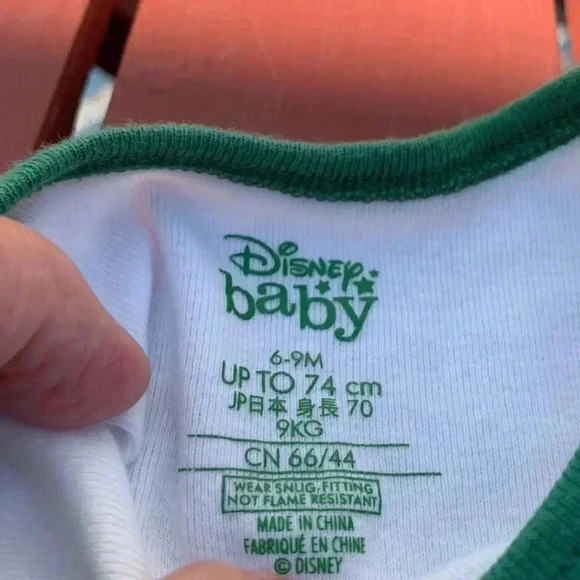 Disney
baby
6-9M
UP TO 74 cm
JP日本 身長 70
9KG
CN 66/44
WEAR SNUG-FITTING
NOT FLAME RESISTANT
MADE IN CHINA
FABRIQUÉ EN CHINE
© DISNEY